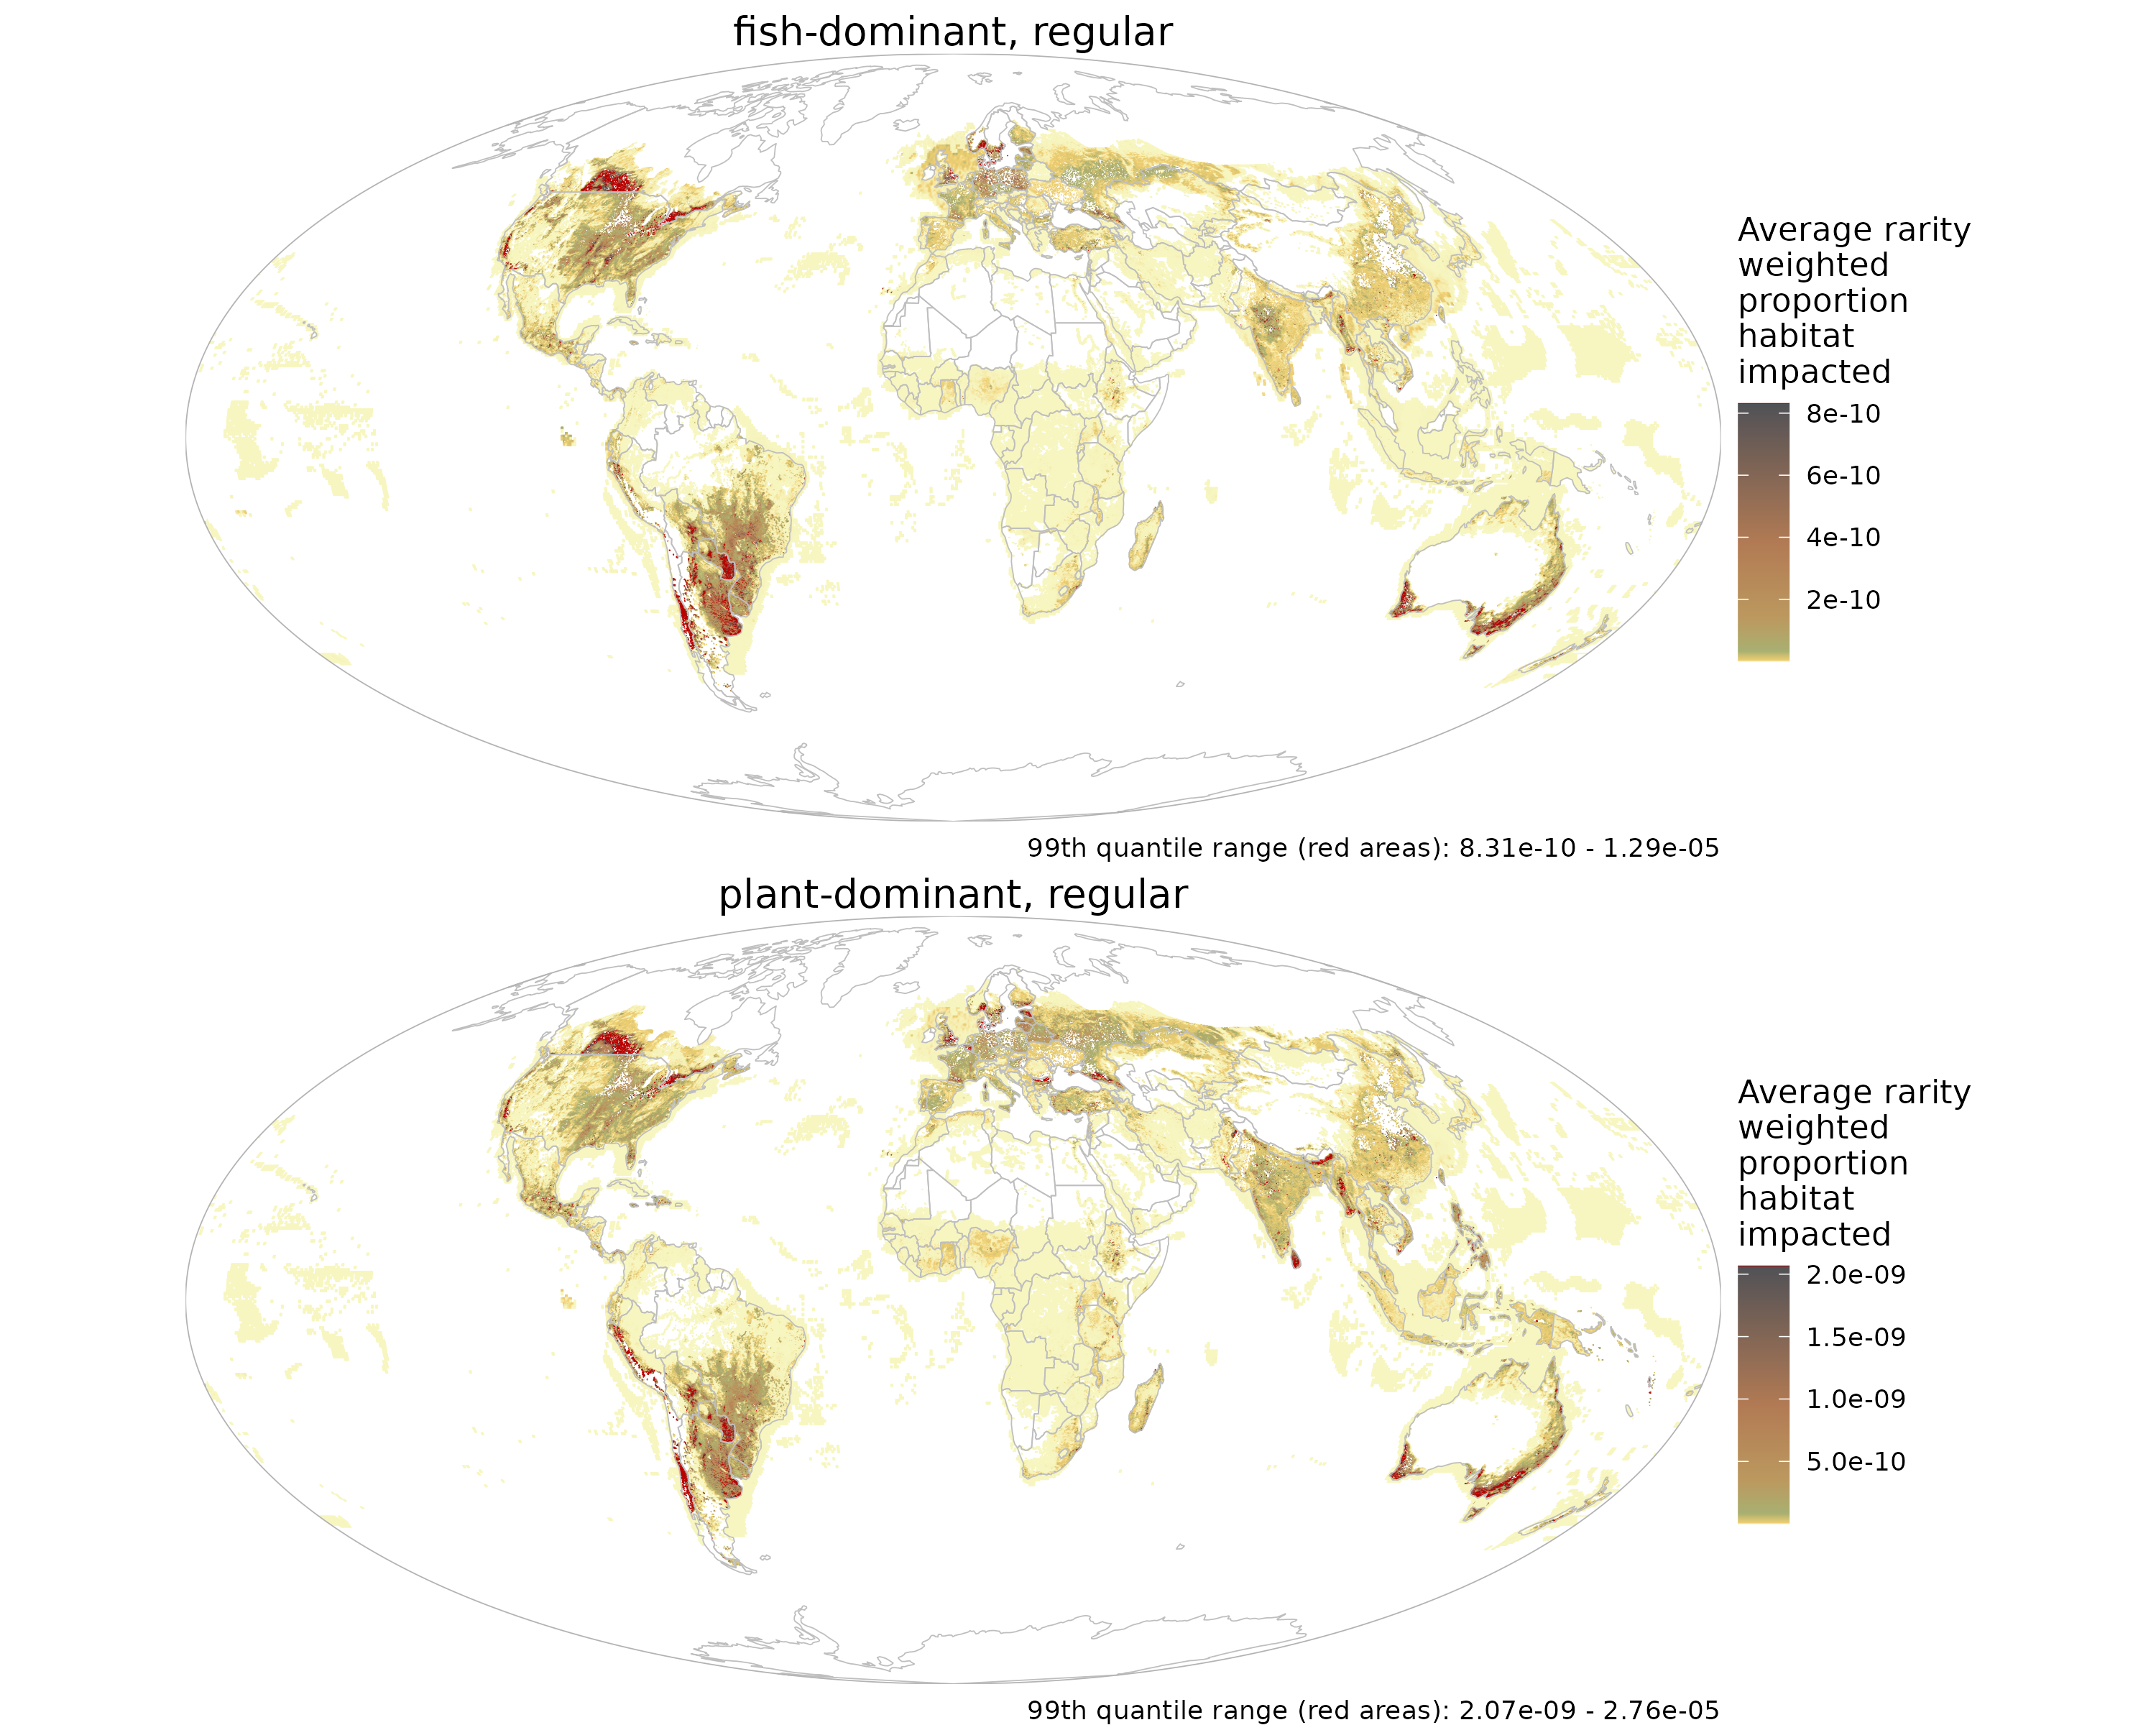 fish-dominant, regular
Average rarity
weighted
proportion
habitat
impacted
8e-10
6e-10
4e-10
2e-10
99th quantile range (red areas): 8.31e-10 - 1.29e-05
plant-dominant, regular
Average rarity
weighted
proportion
habitat
impacted
2.0e-09
1.5e-09
1.0e-09
5.0e-10
99th quantile range (red areas): 2.07e-09 - 2.76e-05